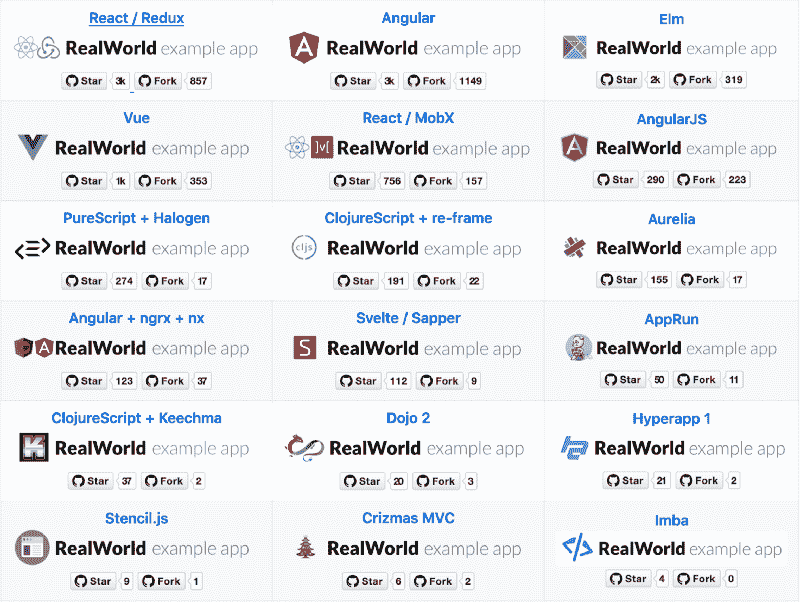 React / Redux
RealWorld example app
Star 3k Fork 857
Angular
RealWorld example app
Star 3k Fork 1149
Elm
RealWorld example app
Star 2k Fork 319
Vue
RealWorld example app
Star 1k Fork 353
React / MobX
]v[ RealWorld example app
Star 756 Fork 157
AngularJS
A RealWorld example app
Star 290 Fork 223
PureScript + Halogen
RealWorld example app
Star 274 Fork 17
ClojureScript + re-frame
cljs RealWorld example app
Star 191 Fork 22
Aurelia
RealWorld example app
Star 155 Fork 17
Angular + ngrx + nx
A RealWorld example app
Star 123 Fork 37
Svelte / Sapper
S RealWorld example app
Star 112 Fork 9
AppRun
RealWorld example app
Star 50 Fork 11
ClojureScript + Keechma
K RealWorld example app
Star 37 Fork 2
Dojo 2
RealWorld example app
Star 20 Fork 3
Hyperapp 1
RealWorld example app
Star 21 Fork 2
Stencil.js
RealWorld example app
Star 9 Fork 1
Crizmas MVC
RealWorld example app
Star 6 Fork 2
Imba
</> RealWorld example app
Star 4 Fork 0